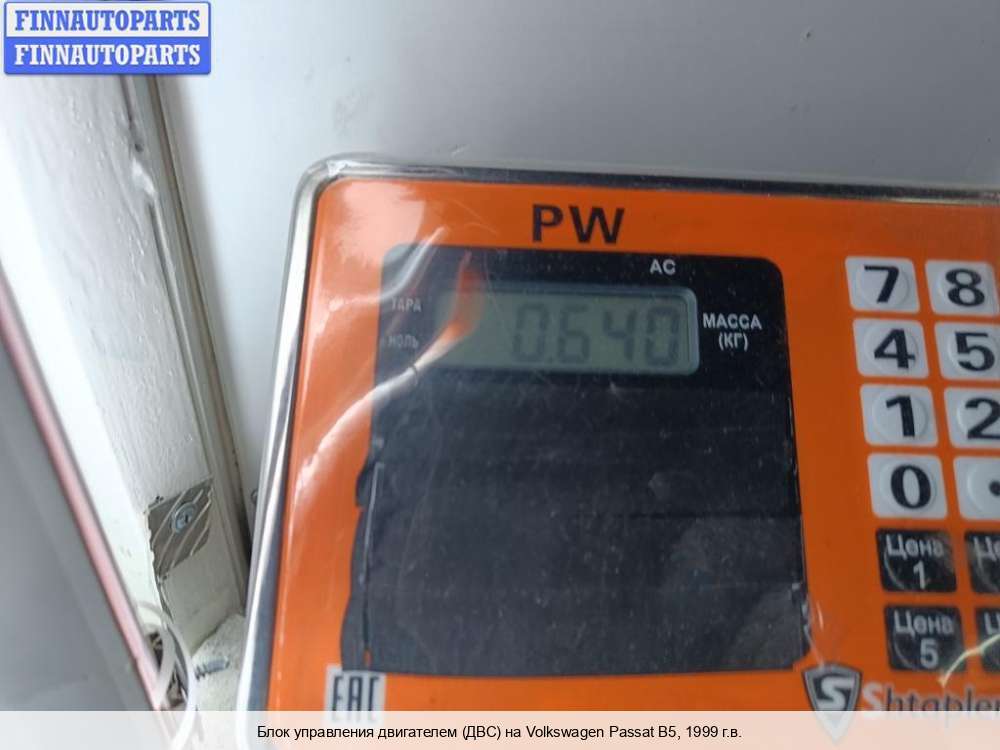 FINNAUTOPARTS
FINNAUTOPARTS
PW
AC
ТАРА
0.640
МАССА
(КГ)
НОЛЬ
7 8
4 5
1 2
0 .
Цена
1
Цена
5
EAC
Shtapler
Блок управления двигателем (ДВС) на Volkswagen Passat B5, 1999 г.в.